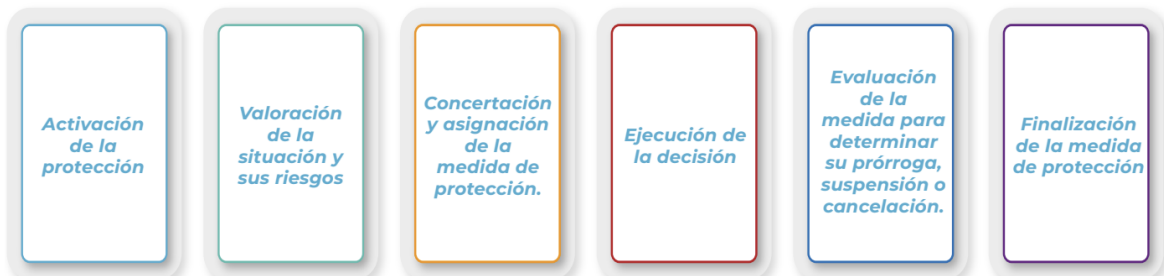 Activación
de la
protección
Valoración
de la
situación y
sus riesgos
Concertación
y asignación
de la
medida de
protección.
Ejecución de
la decisión
Evaluación
de la
medida para
determinar
su prórroga,
suspensión o
cancelación.
Finalización
de la medida
de protección